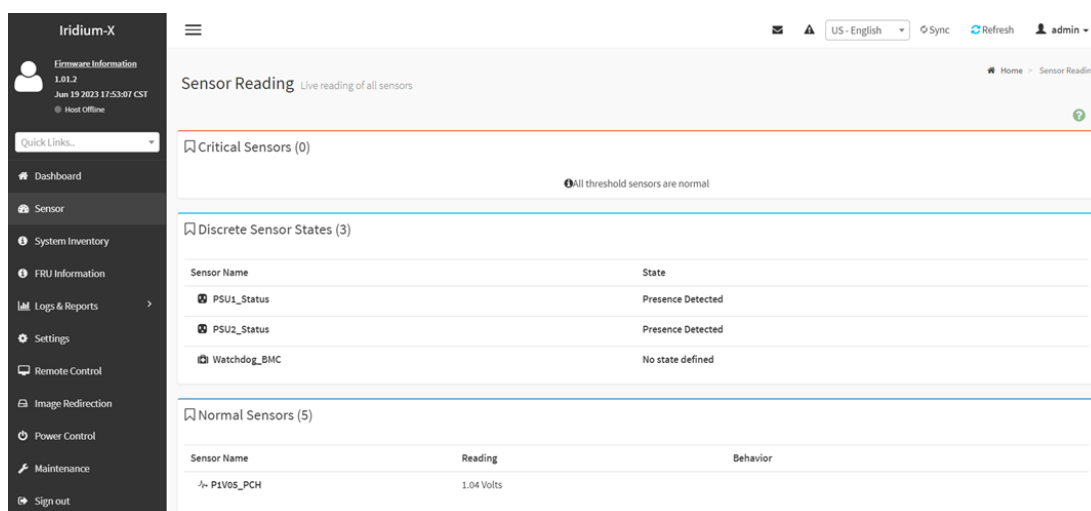 Iridium-X
US - English
Sync
Refresh
admin
Firmware Information
1.01.2
Jun 19 2023 17:53:07 CST
Host Offline
Quick Links..
Dashboard
Sensor
System Inventory
FRU Information
Logs & Reports
Settings
Remote Control
Image Redirection
Power Control
Maintenance
Sign out
Sensor Reading Live reading of all sensors
Home > Sensor Readin
Critical Sensors (0)
All threshold sensors are normal
Discrete Sensor States (3)
Sensor Name State
PSU1_Status Presence Detected
PSU2_Status Presence Detected
Watchdog_BMC No state defined
Normal Sensors (5)
Sensor Name Reading Behavior
P1V05_PCH 1.04 Volts